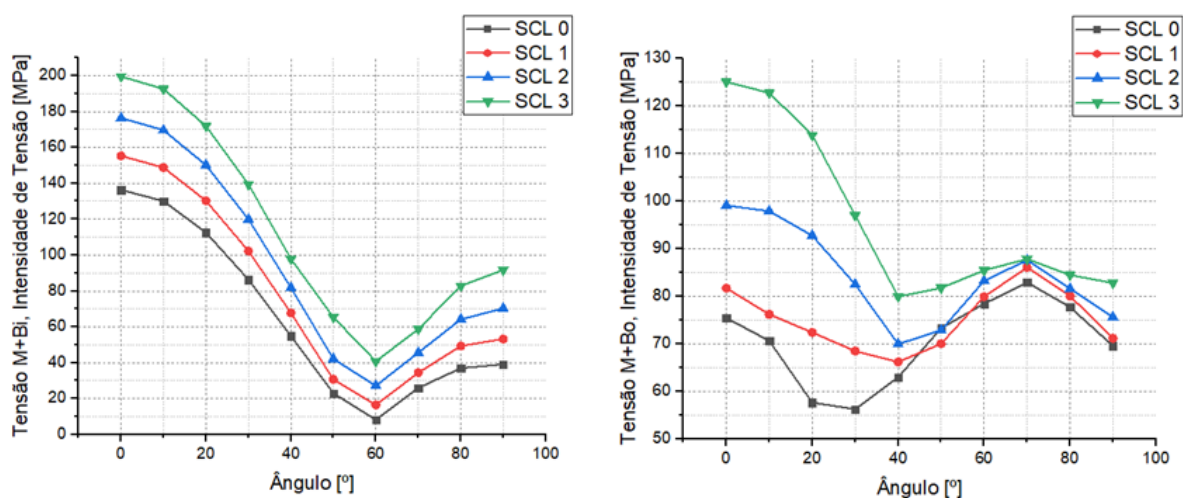 SCL 0
SCL 1
SCL 2
SCL 3
Tensão M+Bi, Intensidade de Tensão [MPa]
200
180
160
140
120
100
80
60
40
20
0
0 20 40 60 80 100
Ângulo [º]
SCL 0
SCL 1
SCL 2
SCL 3
Tensão M+Bo, Intensidade de Tensão [MPa]
130
120
110
100
90
80
70
60
50
0 20 40 60 80 100
Ângulo [º]